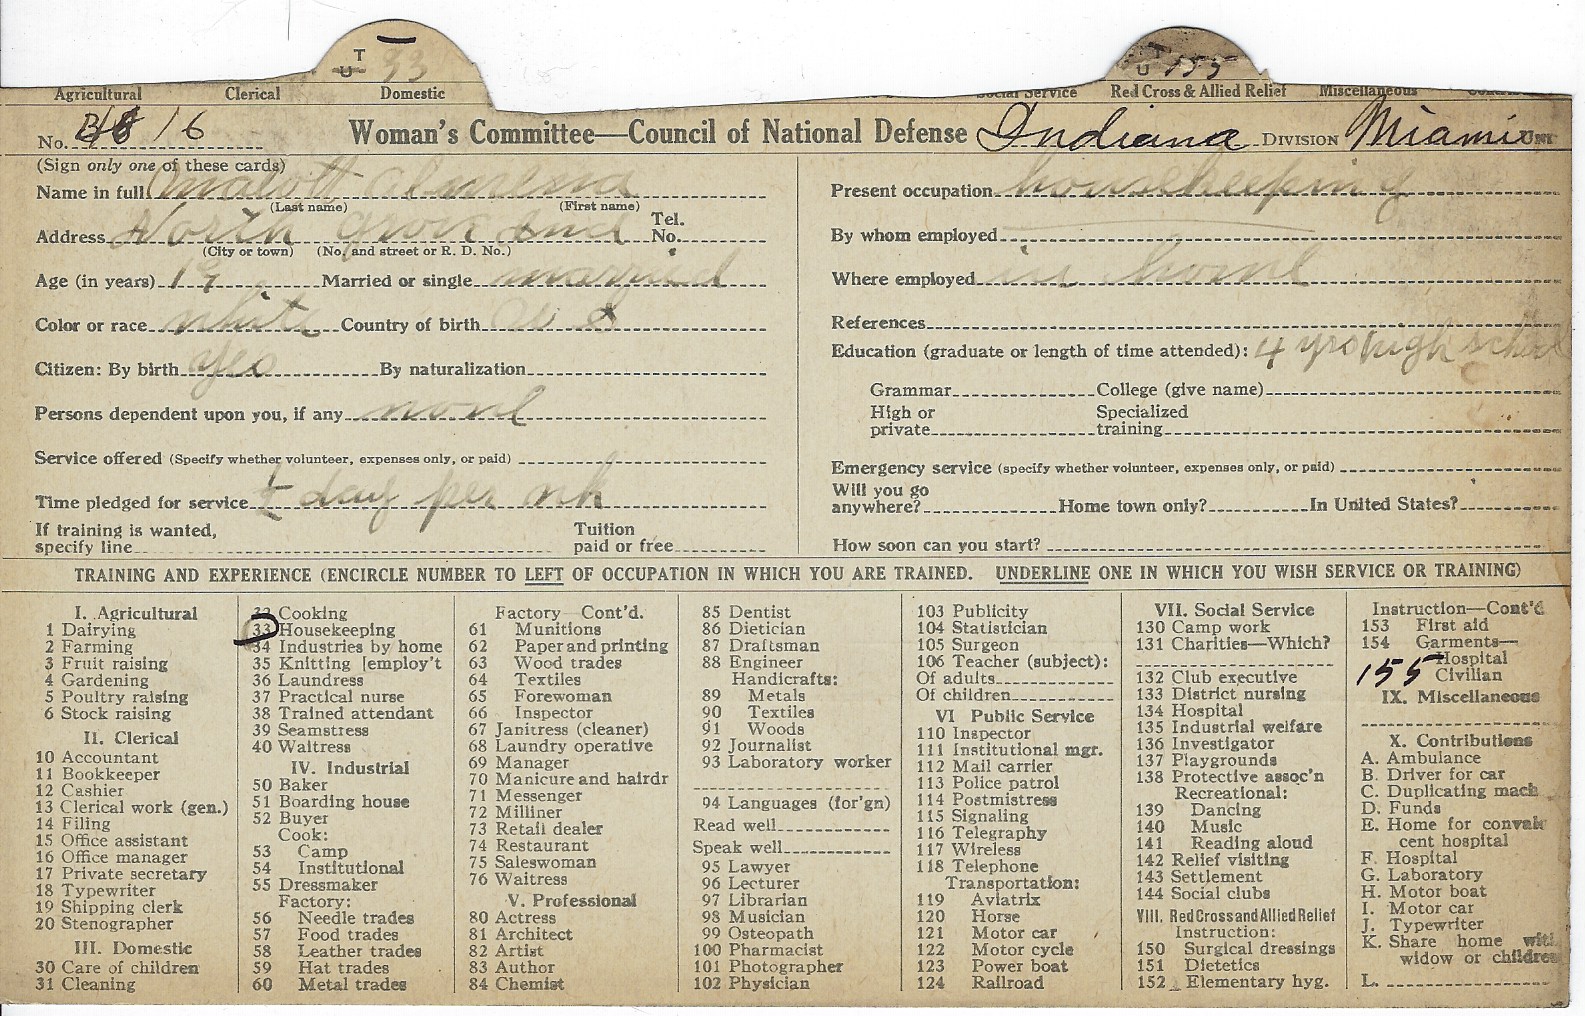 T
U 33
T
U 155
Agricultural Clerical Domestic Social Service Red Cross & Allied Relief Miscellaneous
No. 16 Woman's Committee—Council of National Defense Indiana DIVISION Miami UNIT
(Sign only one of these cards)
Name in full Malott
(Last name) (First name)
Address North Grove Ind Tel. No.
(City or town) (No. and street or R. D. No.)
Age (in years) 19 Married or single married
Color or race white Country of birth U S
Citizen: By birth yes By naturalization
Persons dependent upon you, if any none
Service offered (Specify whether volunteer, expenses only, or paid)
Time pledged for service ½ day per wk
If training is wanted, specify line Tuition paid or free
Present occupation housekeeping
By whom employed
Where employed in home
References
Education (graduate or length of time attended): 4 yrs high school
Grammar College (give name)
High or private Specialized training
Emergency service (specify whether volunteer, expenses only, or paid)
Will you go anywhere? Home town only? In United States?
How soon can you start?
TRAINING AND EXPERIENCE (ENCIRCLE NUMBER TO LEFT OF OCCUPATION IN WHICH YOU ARE TRAINED. UNDERLINE ONE IN WHICH YOU WISH SERVICE OR TRAINING)
I. Agricultural
1 Dairying
2 Farming
3 Fruit raising
4 Gardening
5 Poultry raising
6 Stock raising
II. Clerical
10 Accountant
11 Bookkeeper
12 Cashier
13 Clerical work (gen.)
14 Filing
15 Office assistant
16 Office manager
17 Private secretary
18 Typewriter
19 Shipping clerk
20 Stenographer
III. Domestic
30 Care of children
31 Cleaning
32 Cooking
33 Housekeeping
34 Industries by home
35 Knitting [employ't
36 Laundress
37 Practical nurse
38 Trained attendant
39 Seamstress
40 Waitress
IV. Industrial
50 Baker
51 Boarding house
52 Buyer
Cook:
53 Camp
54 Institutional
55 Dressmaker
Factory:
56 Needle trades
57 Food trades
58 Leather trades
59 Hat trades
60 Metal trades
Factory—Cont'd.
61 Munitions
62 Paper and printing
63 Wood trades
64 Textiles
65 Forewoman
66 Inspector
67 Janitress (cleaner)
68 Laundry operative
69 Manager
70 Manicure and hairdr
71 Messenger
72 Milliner
73 Retail dealer
74 Restaurant
75 Saleswoman
76 Waitress
V. Professional
80 Actress
81 Architect
82 Artist
83 Author
84 Chemist
85 Dentist
86 Dietician
87 Draftsman
88 Engineer
Handicrafts:
89 Metals
90 Textiles
91 Woods
92 Journalist
93 Laboratory worker
94 Languages (for'gn)
Read well
Speak well
95 Lawyer
96 Lecturer
97 Librarian
98 Musician
99 Osteopath
100 Pharmacist
101 Photographer
102 Physician
103 Publicity
104 Statistician
105 Surgeon
106 Teacher (subject):
Of adults
Of children
VI Public Service
110 Inspector
111 Institutional mgr.
112 Mail carrier
113 Police patrol
114 Postmistress
115 Signaling
116 Telegraphy
117 Wireless
118 Telephone
Transportation:
119 Aviatrix
120 Horse
121 Motor car
122 Motor cycle
123 Power boat
124 Railroad
VII. Social Service
130 Camp work
131 Charities—Which?
132 Club executive
133 District nursing
134 Hospital
135 Industrial welfare
136 Investigator
137 Playgrounds
138 Protective assoc'n
Recreational:
139 Dancing
140 Music
141 Reading aloud
142 Relief visiting
143 Settlement
144 Social clubs
VIII. Red Cross and Allied Relief
Instruction:
150 Surgical dressings
151 Dietetics
152 Elementary hyg.
Instruction—Cont'd
153 First aid
154 Garments—
Hospital
155 Civilian
IX. Miscellaneous
X. Contributions
A. Ambulance
B. Driver for car
C. Duplicating mach
D. Funds
E. Home for convale
cent hospital
F. Hospital
G. Laboratory
H. Motor boat
I. Motor car
J. Typewriter
K. Share home with
widow or children
L.